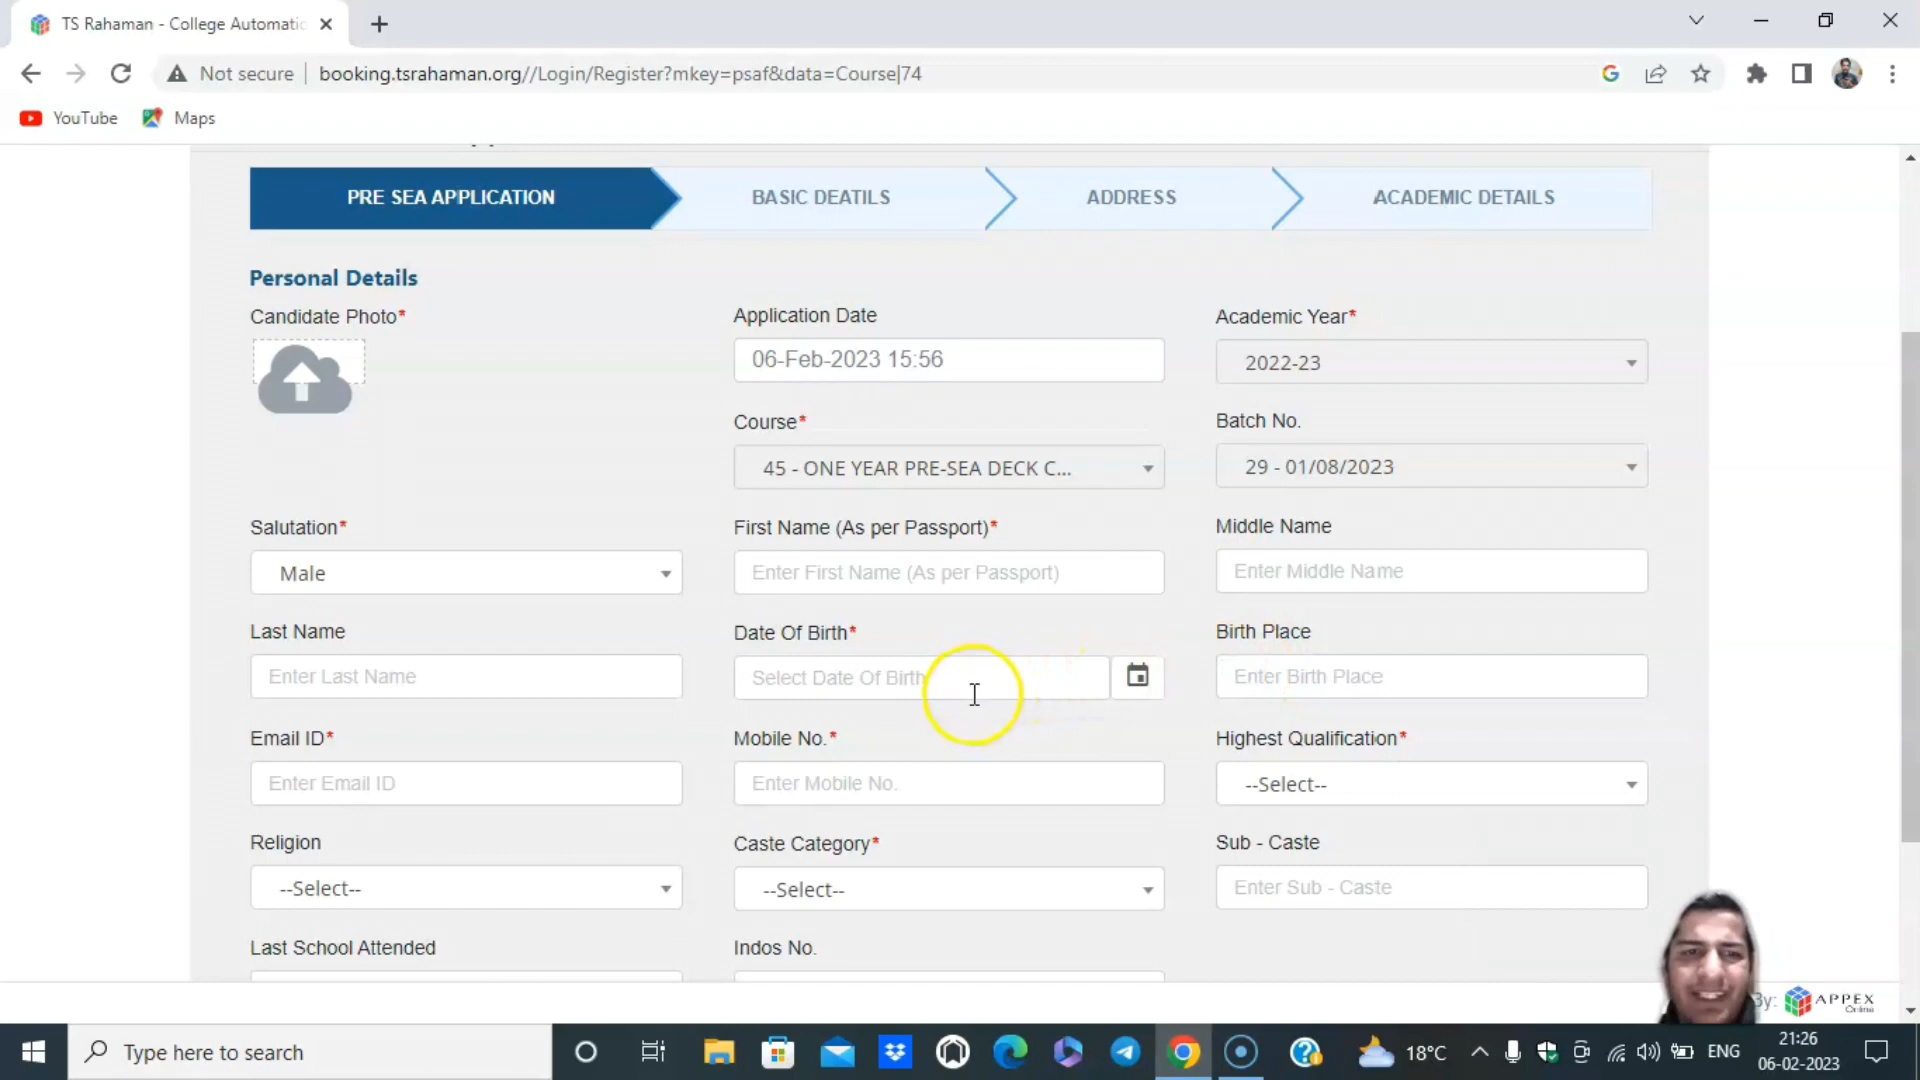 TS Rahaman - College Automatic
Not secure
booking.tsrahaman.org//Login/Register?mkey=psaf&data=Course|74
YouTube
Maps
PRE SEA APPLICATION
BASIC DEATILS
ADDRESS
ACADEMIC DETAILS
Personal Details
Candidate Photo*
Application Date
Academic Year*
06-Feb-2023 15:56
2022-23
Course*
Batch No.
45 - ONE YEAR PRE-SEA DECK C...
29 - 01/08/2023
Salutation*
First Name (As per Passport)*
Middle Name
Male
Enter First Name (As per Passport)
Enter Middle Name
Last Name
Date Of Birth*
Birth Place
Enter Last Name
Select Date Of Birth
Enter Birth Place
Email ID*
Mobile No.*
Highest Qualification*
Enter Email ID
Enter Mobile No.
--Select--
Religion
Caste Category*
Sub - Caste
--Select--
--Select--
Enter Sub - Caste
Last School Attended
Indos No.
By:
APPEX
Online
Type here to search
18°C
ENG
21:26
06-02-2023